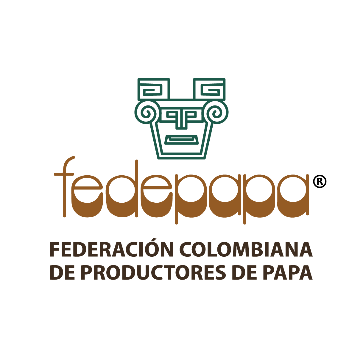 fedepapa®
FEDERACIÓN COLOMBIANA
DE PRODUCTORES DE PAPA